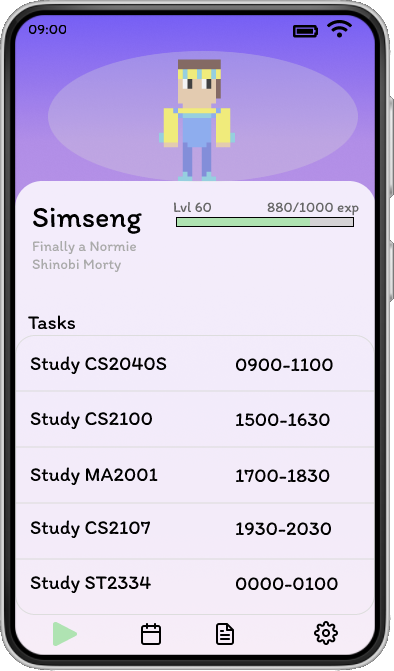 09:00
Simseng
Lvl 60 880/1000 exp
Finally a Normie
Shinobi Morty
Tasks
Study CS2040S 0900-1100
Study CS2100 1500-1630
Study MA2001 1700-1830
Study CS2107 1930-2030
Study ST2334 0000-0100